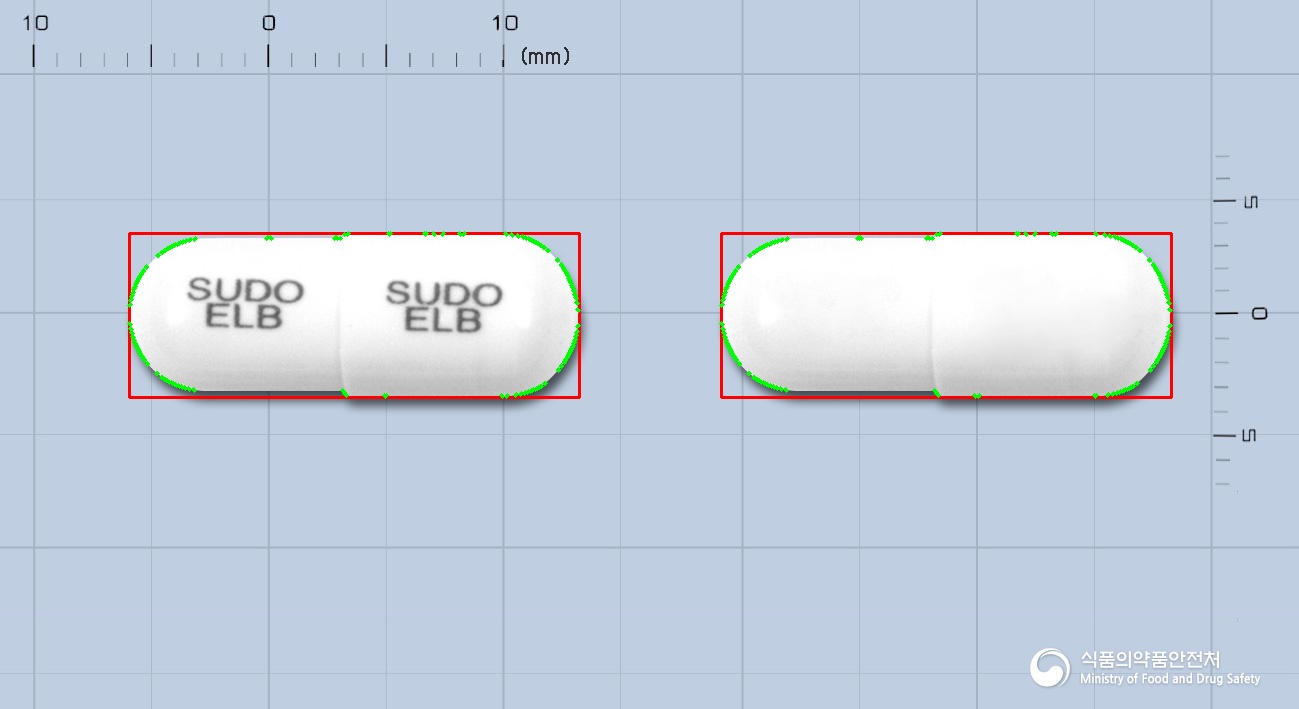 10 0 10
(mm)
5
0
5
SUDO SUDO
ELB ELB
식품의약품안전처
Ministry of Food and Drug Safety